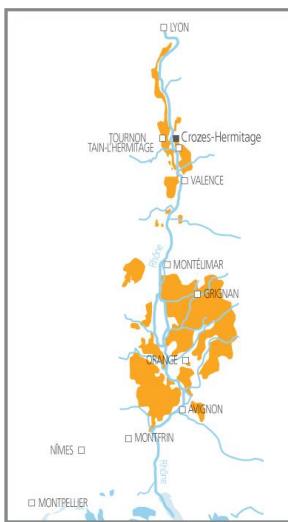 LYON
TOURNON
Crozes-Hermitage
TAIN-L'HERMITAGE
VALENCE
Rhône
MONTÉLIMAR
GRIGNAN
ORANGE
AVIGNON
MONTFRIN
NÎMES
Rhône
MONTPELLIER